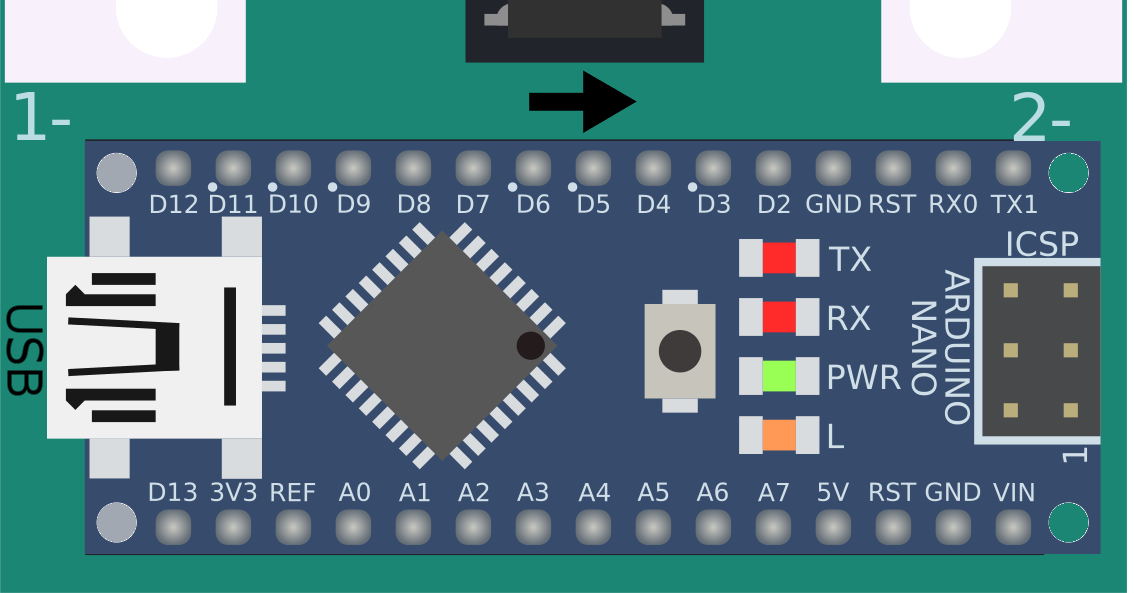 1-
2-
D12 D11 D10 D9 D8 D7 D6 D5 D4 D3 D2 GND RST RX0 TX1
ICSP
TX
RX
PWR
L
ARDUINO
NANO
USB
1
D13 3V3 REF A0 A1 A2 A3 A4 A5 A6 A7 5V RST GND VIN